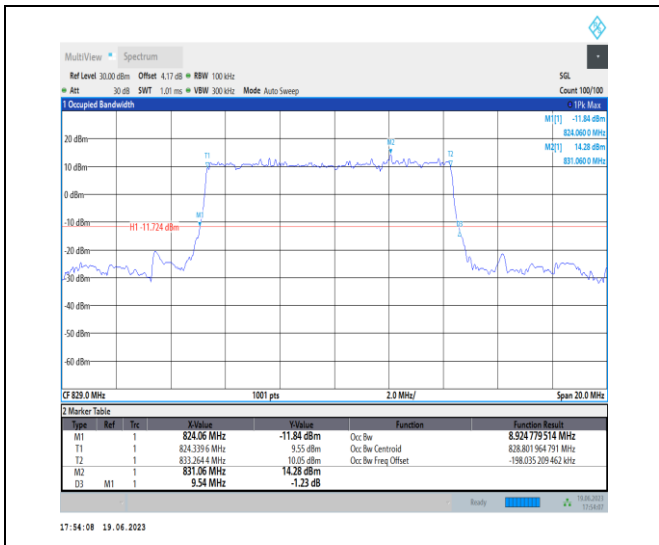 MultiView Spectrum
Ref Level 30.00 dBm Offset 4.17 dB RBW 100 kHz SGL
Att 30 dB SWT 1.01 ms VBW 300 kHz Mode Auto Sweep Count 100/100
1 Occupied Bandwidth 1Pk Max
M1[1] -11.84 dBm
824.060 0 MHz
M2[1] 14.28 dBm
831.060 0 MHz
20 dBm
M2
T1
T2
10 dBm
0 dBm
M1
-10 dBm
H1 -11.724 dBm
-20 dBm
-30 dBm
-40 dBm
-50 dBm
-60 dBm
CF 829.0 MHz 1001 pts 2.0 MHz/ Span 20.0 MHz
2 Marker Table
Type Ref Trc X-Value Y-Value Function Function Result
M1 1 824.06 MHz -11.84 dBm Occ Bw 8.924 779 514 MHz
T1 1 824.339 6 MHz 9.55 dBm Occ Bw Centroid 828.801 964 791 MHz
T2 1 833.264 4 MHz 10.05 dBm Occ Bw Freq Offset -198.035 209 462 kHz
M2 1 831.06 MHz 14.28 dBm
D3 M1 1 9.54 MHz -1.23 dB
Ready 19.06.2023
17:54:07
17:54:08 19.06.2023